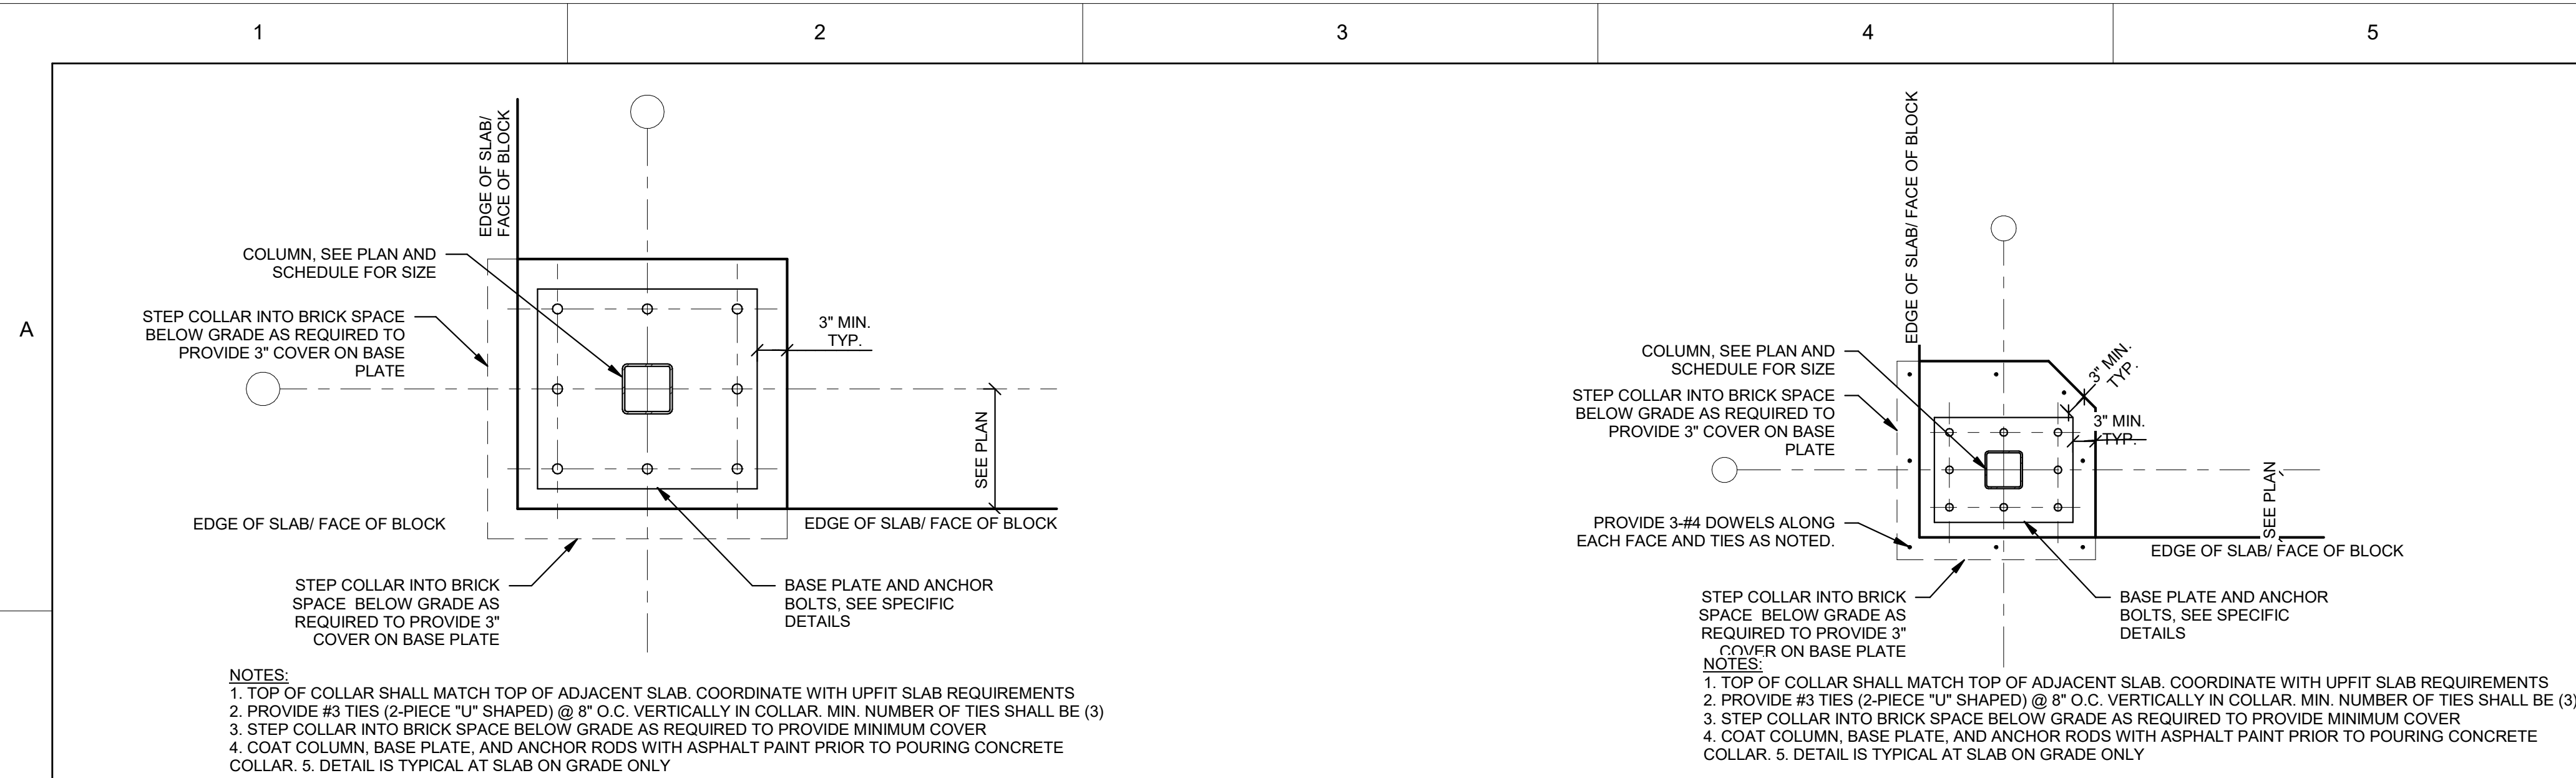 1
2
3
4
5
A
EDGE OF SLAB/
FACE OF BLOCK
COLUMN, SEE PLAN AND
SCHEDULE FOR SIZE
STEP COLLAR INTO BRICK SPACE
BELOW GRADE AS REQUIRED TO
PROVIDE 3" COVER ON BASE
PLATE
3" MIN.
TYP.
SEE PLAN
EDGE OF SLAB/ FACE OF BLOCK
EDGE OF SLAB/ FACE OF BLOCK
STEP COLLAR INTO BRICK
SPACE BELOW GRADE AS
REQUIRED TO PROVIDE 3"
COVER ON BASE PLATE
BASE PLATE AND ANCHOR
BOLTS, SEE SPECIFIC
DETAILS
NOTES:
1. TOP OF COLLAR SHALL MATCH TOP OF ADJACENT SLAB. COORDINATE WITH UPFIT SLAB REQUIREMENTS
2. PROVIDE #3 TIES (2-PIECE "U" SHAPED) @ 8" O.C. VERTICALLY IN COLLAR. MIN. NUMBER OF TIES SHALL BE (3)
3. STEP COLLAR INTO BRICK SPACE BELOW GRADE AS REQUIRED TO PROVIDE MINIMUM COVER
4. COAT COLUMN, BASE PLATE, AND ANCHOR RODS WITH ASPHALT PAINT PRIOR TO POURING CONCRETE
COLLAR. 5. DETAIL IS TYPICAL AT SLAB ON GRADE ONLY
EDGE OF SLAB/ FACE OF BLOCK
COLUMN, SEE PLAN AND
SCHEDULE FOR SIZE
STEP COLLAR INTO BRICK SPACE
BELOW GRADE AS REQUIRED TO
PROVIDE 3" COVER ON BASE
PLATE
3" MIN.
TYP.
3" MIN.
TYP.
SEE PLAN
PROVIDE 3-#4 DOWELS ALONG
EACH FACE AND TIES AS NOTED.
EDGE OF SLAB/ FACE OF BLOCK
STEP COLLAR INTO BRICK
SPACE BELOW GRADE AS
REQUIRED TO PROVIDE 3"
COVER ON BASE PLATE
BASE PLATE AND ANCHOR
BOLTS, SEE SPECIFIC
DETAILS
NOTES:
1. TOP OF COLLAR SHALL MATCH TOP OF ADJACENT SLAB. COORDINATE WITH UPFIT SLAB REQUIREMENTS
2. PROVIDE #3 TIES (2-PIECE "U" SHAPED) @ 8" O.C. VERTICALLY IN COLLAR. MIN. NUMBER OF TIES SHALL BE (3)
3. STEP COLLAR INTO BRICK SPACE BELOW GRADE AS REQUIRED TO PROVIDE MINIMUM COVER
4. COAT COLUMN, BASE PLATE, AND ANCHOR RODS WITH ASPHALT PAINT PRIOR TO POURING CONCRETE
COLLAR. 5. DETAIL IS TYPICAL AT SLAB ON GRADE ONLY